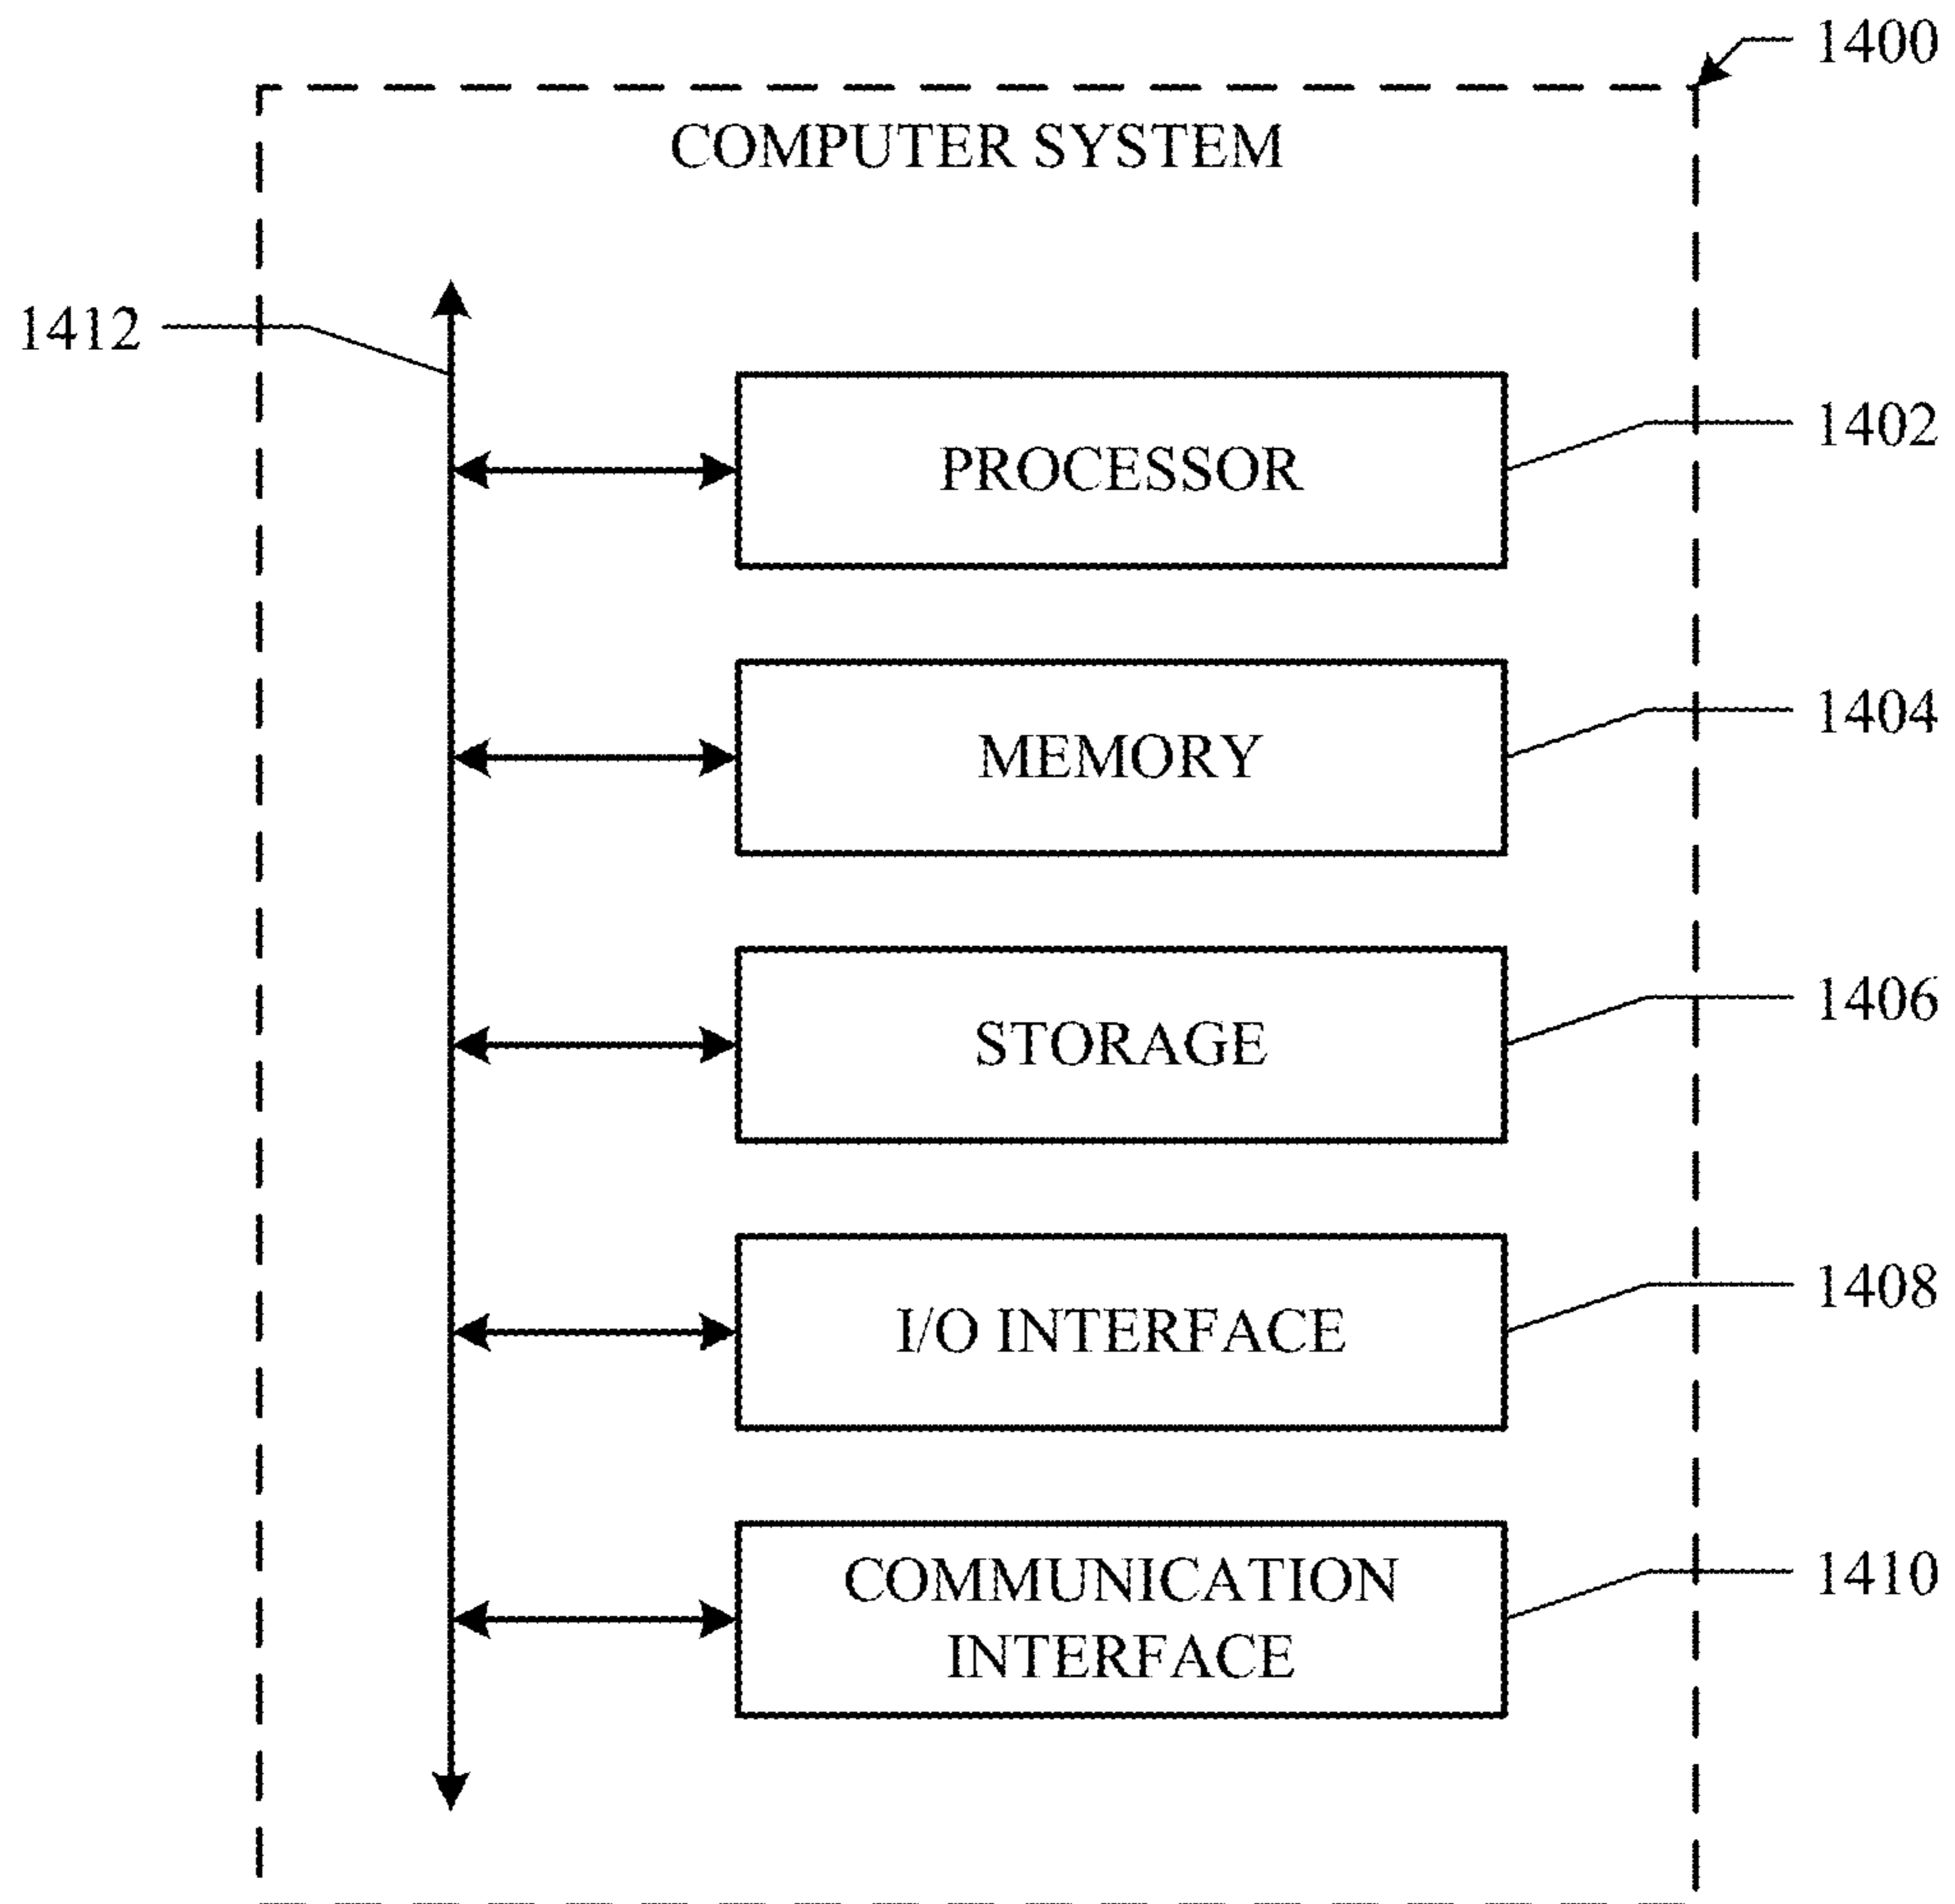 1400
COMPUTER SYSTEM
1412
1402
PROCESSOR
1404
MEMORY
1406
STORAGE
1408
I/O INTERFACE
1410
COMMUNICATION
INTERFACE